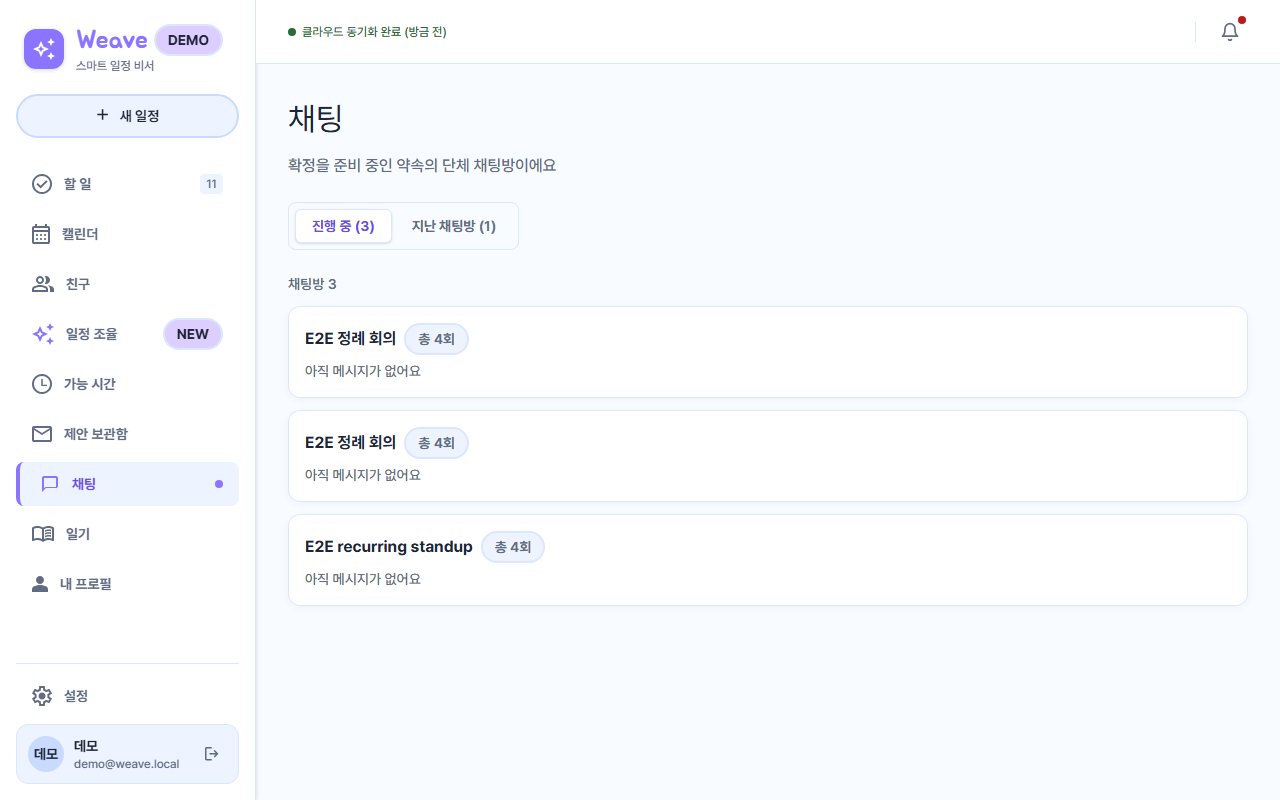 Weave DEMO
스마트 일정 비서
+ 새 일정
할 일 11
캘린더
친구
일정 조율 NEW
가능 시간
제안 보관함
채팅
일기
내 프로필
설정
데모 데모
demo@weave.local
클라우드 동기화 완료 (방금 전)
채팅
확정을 준비 중인 약속의 단체 채팅방이에요
진행 중 (3) 지난 채팅방 (1)
채팅방 3
E2E 정례 회의 총 4회
아직 메시지가 없어요
E2E 정례 회의 총 4회
아직 메시지가 없어요
E2E recurring standup 총 4회
아직 메시지가 없어요